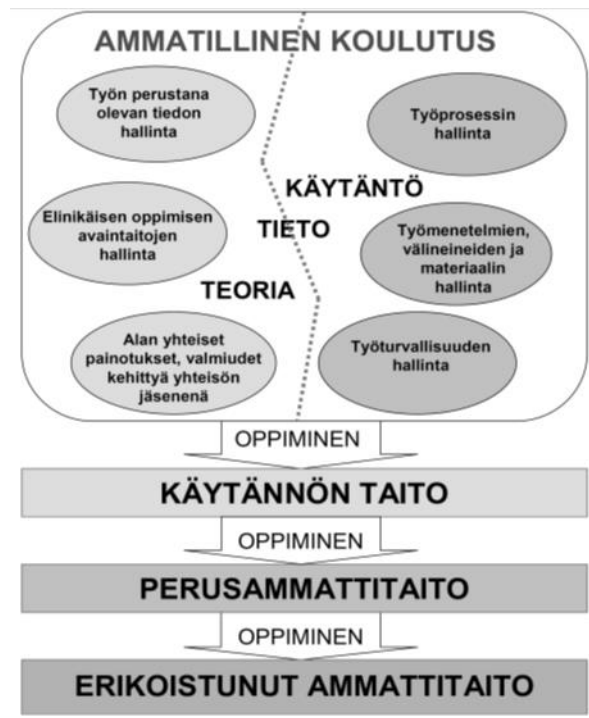 AMMATILLINEN KOULUTUS
Työn perustana
olevan tiedon
hallinta
Työprosessin
hallinta
KÄYTÄNTÖ
Elinikäisen oppimisen
avaintaitojen
hallinta
TIETO
Työmenetelmien,
välineineiden ja
materiaalin
hallinta
TEORIA
Alan yhteiset
painotukset, valmiudet
kehittyä yhteisön
jäsenenä
Työturvallisuuden
hallinta
OPPIMINEN
KÄYTÄNNÖN TAITO
OPPIMINEN
PERUSAMMATTITAITO
OPPIMINEN
ERIKOISTUNUT AMMATTITAITO